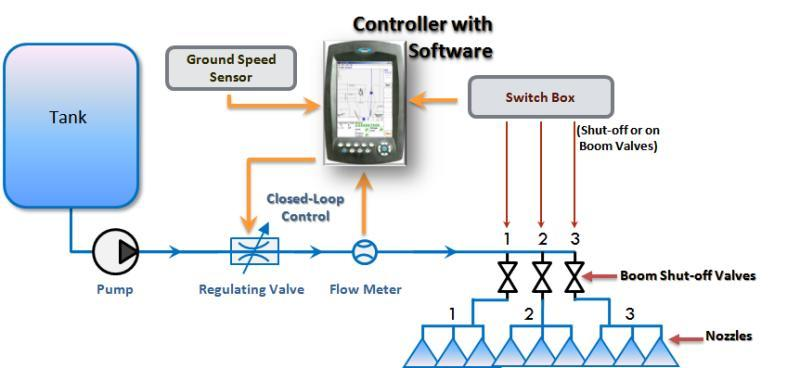 Controller with
Software
Ground Speed
Sensor
Switch Box
Tank
(Shut-off or on
Boom Valves)
Closed-Loop
Control
1 2 3
Pump
Regulating Valve
Flow Meter
Boom Shut-off Valves
1 2 3
Nozzles